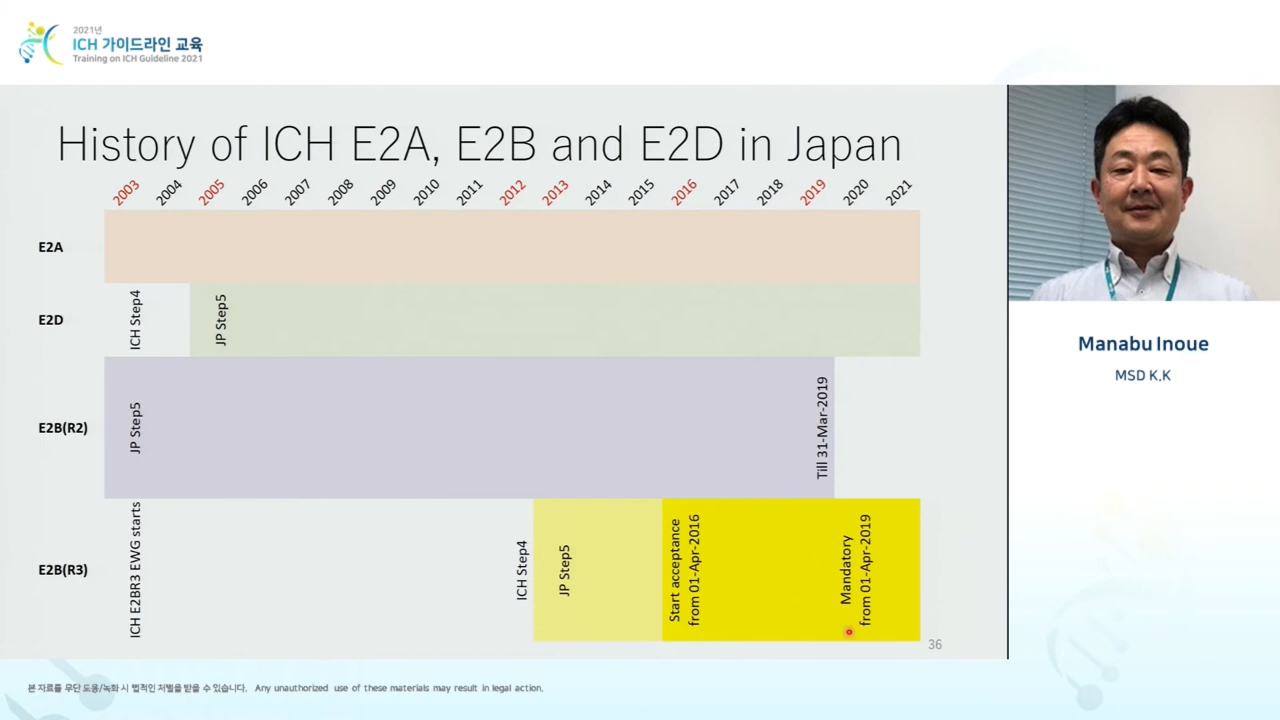 2021년
ICH 가이드라인 교육
Training on ICH Guideline 2021
History of ICH E2A, E2B and E2D in Japan
2003 2004 2005 2006 2007 2008 2009 2010 2011 2012 2013 2014 2015 2016 2017 2018 2019 2020 2021
E2A
E2D
ICH Step4
JP Step5
E2B(R2)
JP Step5
Till 31-Mar-2019
E2B(R3)
ICH E2BR3 EWG starts
ICH Step4
JP Step5
Start acceptance
from 01-Apr-2016
Mandatory
from 01-Apr-2019
36
Manabu Inoue
MSD K.K
본 자료를 무단 도용/녹화 시 법적인 처벌을 받을 수 있습니다. Any unauthorized use of these materials may result in legal action.